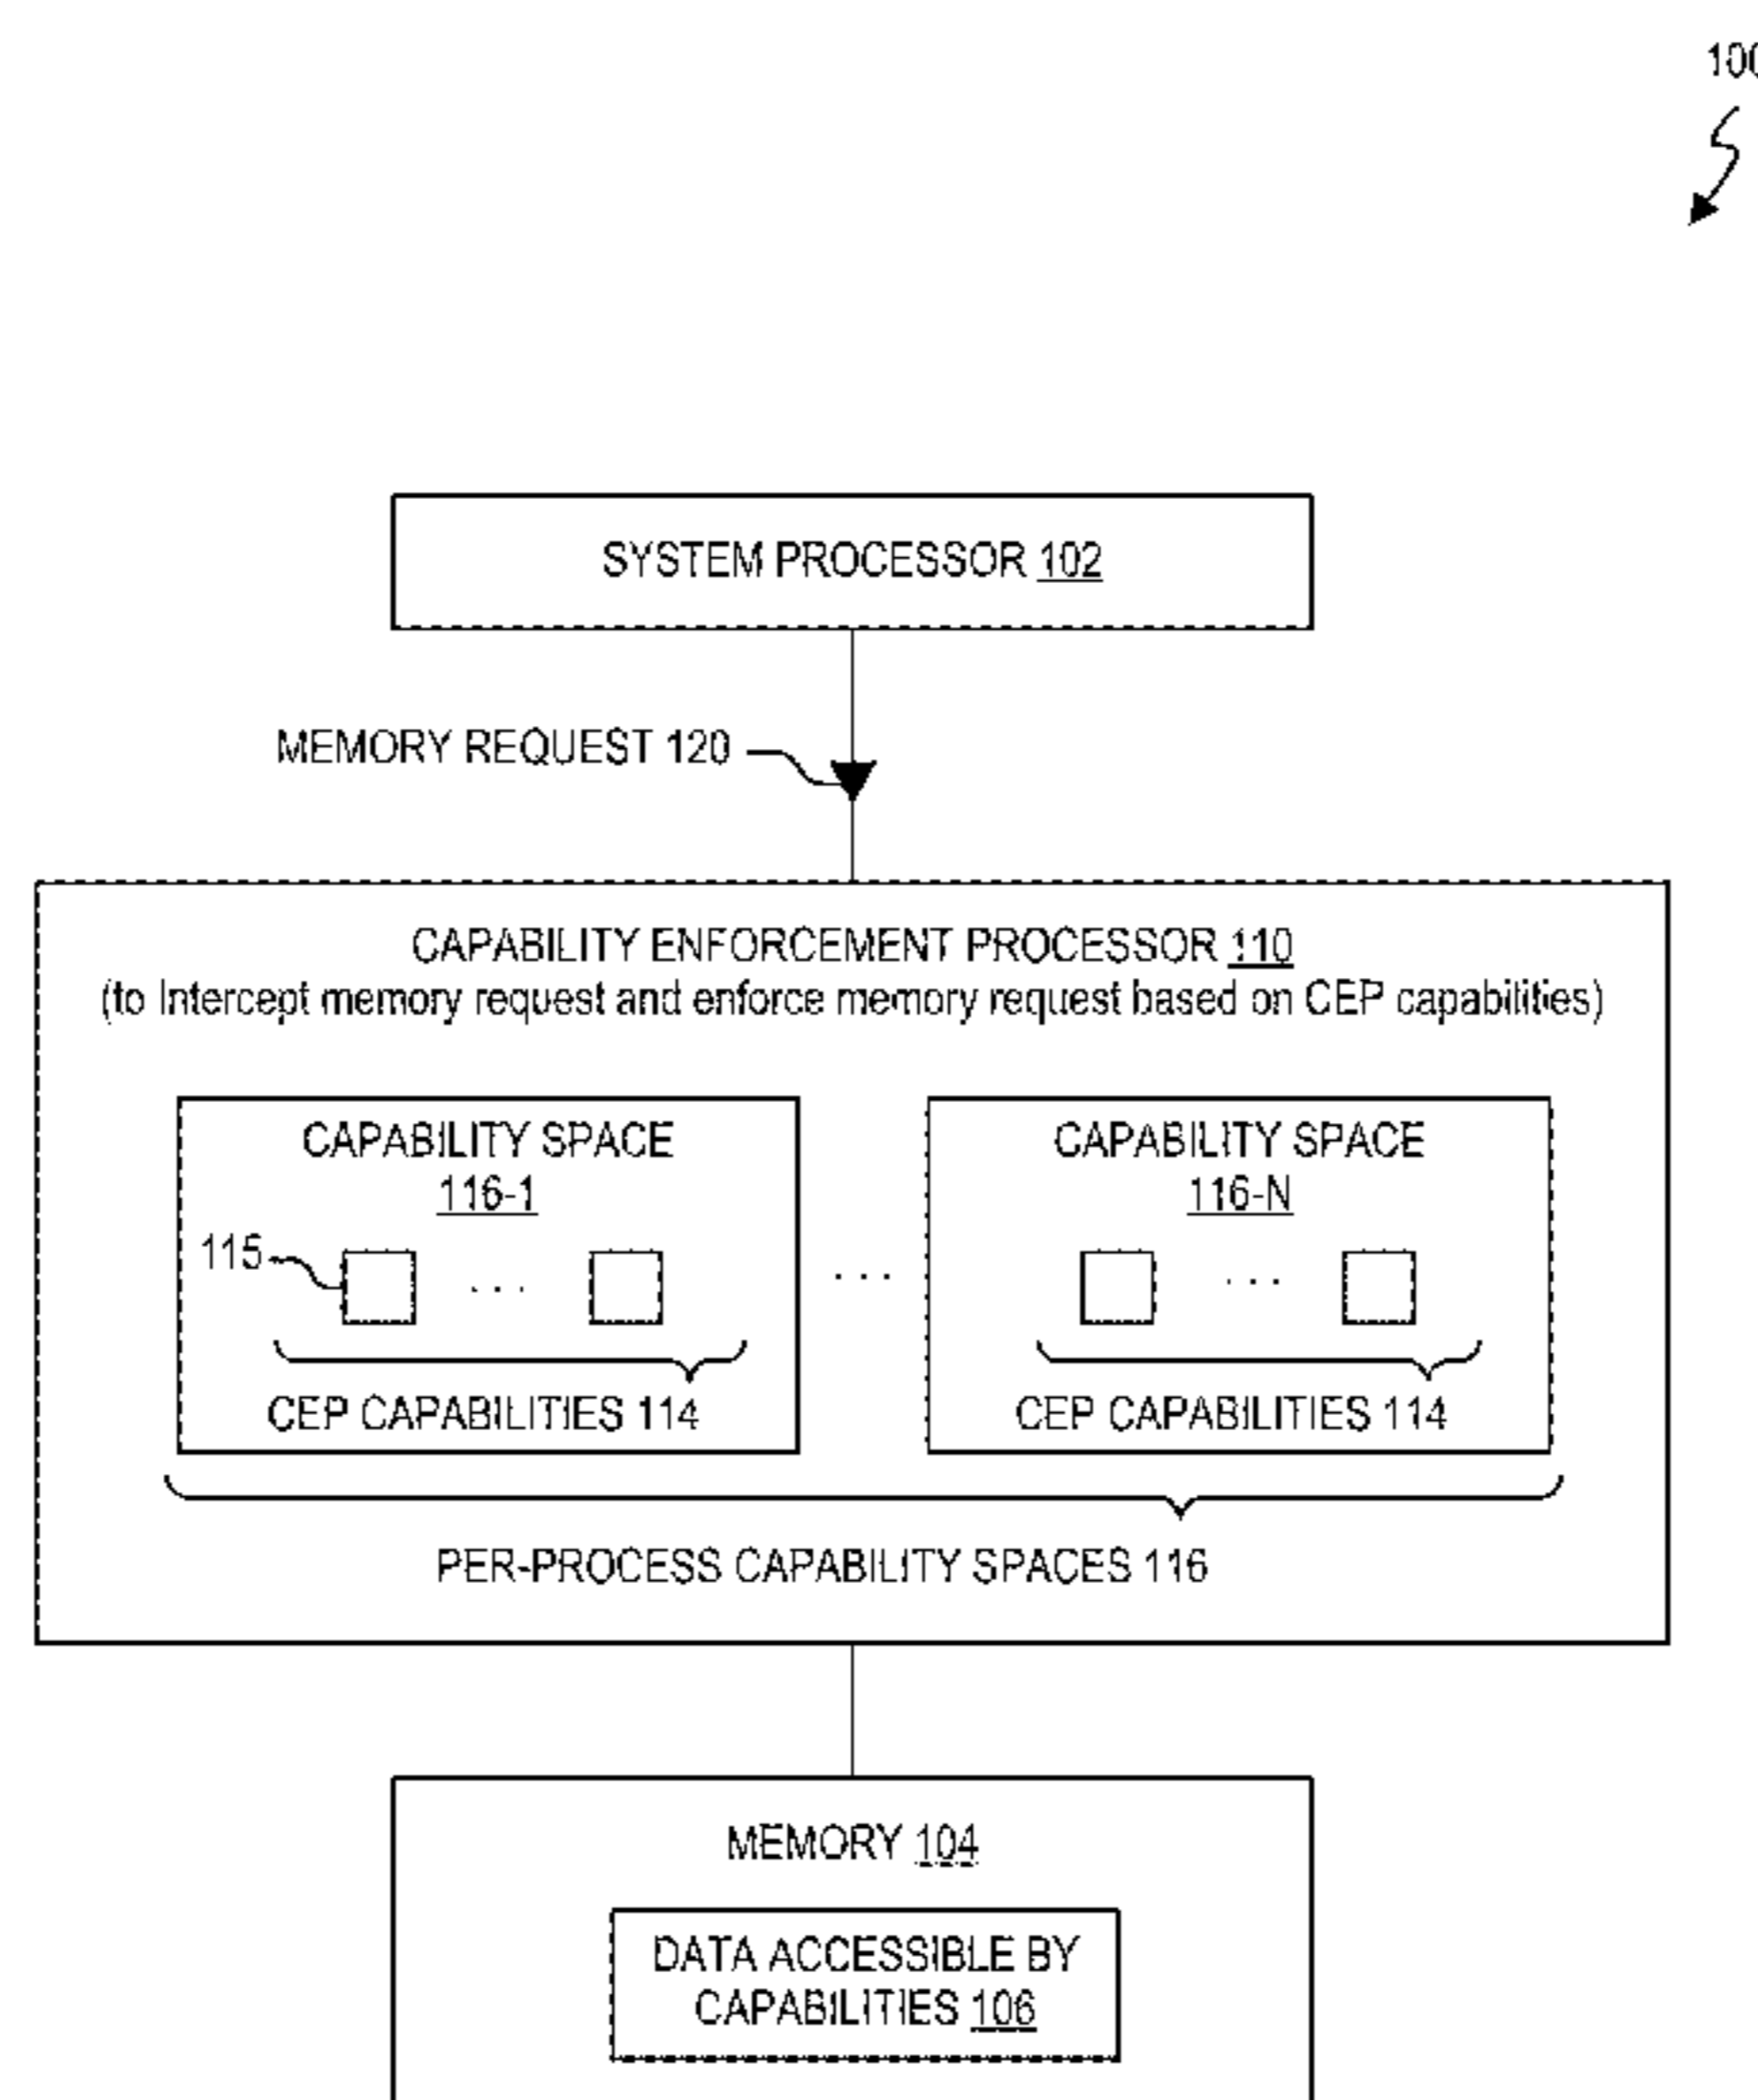 100
SYSTEM PROCESSOR 102
MEMORY REQUEST 120
CAPABILITY ENFORCEMENT PROCESSOR 110
(to Intercept memory request and enforce memory request based on CEP capabilities)
CAPABILITY SPACE
116-1
CAPABILITY SPACE
116-N
115
. . .
. . .
. . .
CEP CAPABILITIES 114
CEP CAPABILITIES 114
PER-PROCESS CAPABILITY SPACES 116
MEMORY 104
DATA ACCESSIBLE BY
CAPABILITIES 106